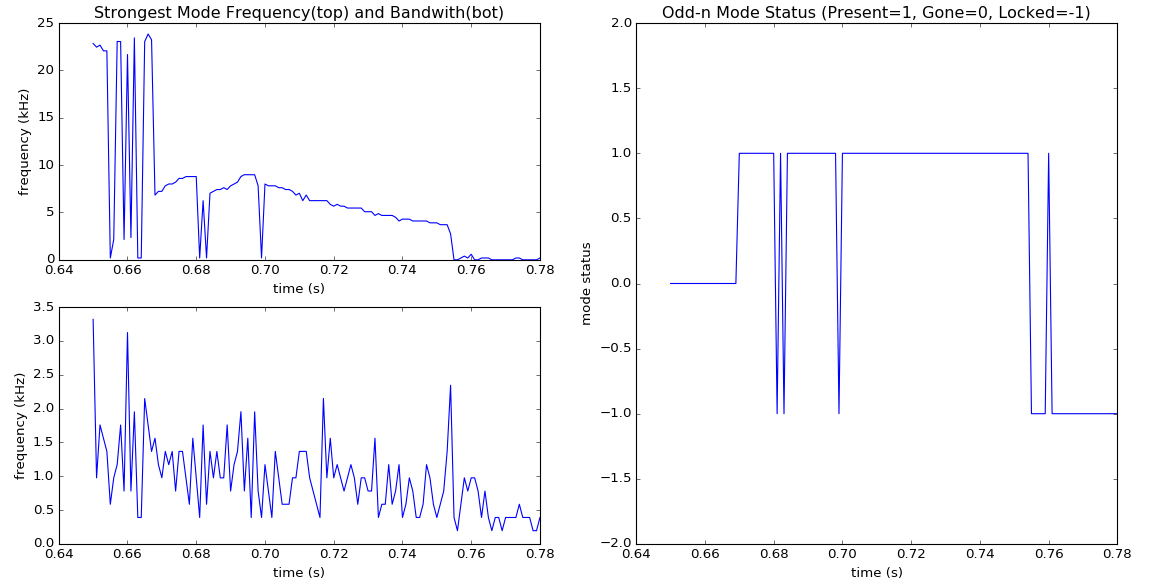 Strongest Mode Frequency(top) and Bandwith(bot)
25
20
15
10
5
0
frequency (kHz)
0.64 0.66 0.68 0.70 0.72 0.74 0.76 0.78
time (s)
3.5
3.0
2.5
2.0
1.5
1.0
0.5
0.0
frequency (kHz)
0.64 0.66 0.68 0.70 0.72 0.74 0.76 0.78
time (s)
Odd-n Mode Status (Present=1, Gone=0, Locked=-1)
2.0
1.5
1.0
0.5
0.0
−0.5
−1.0
−1.5
−2.0
mode status
0.64 0.66 0.68 0.70 0.72 0.74 0.76 0.78
time (s)